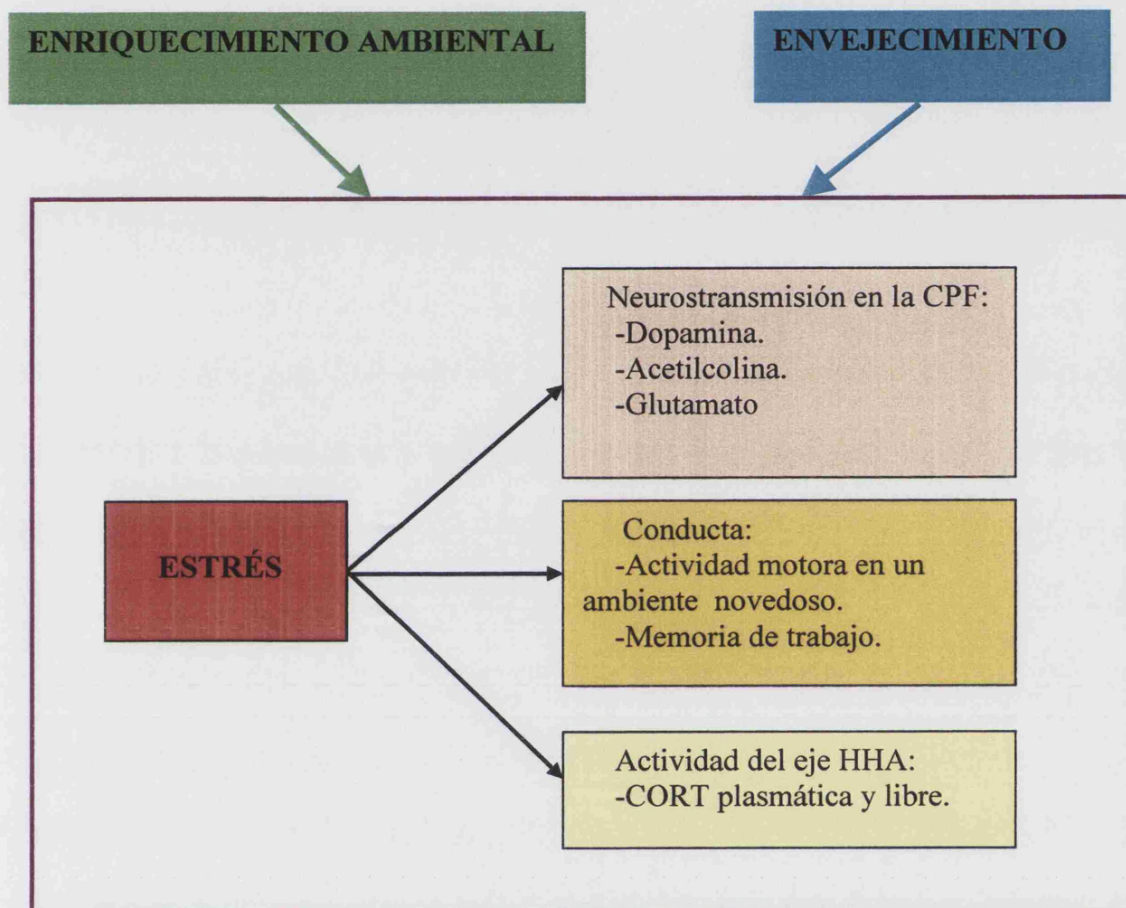 ENRIQUECIMIENTO AMBIENTAL
ENVEJECIMIENTO
Neurostransmisión en la CPF:
-Dopamina.
-Acetilcolina.
-Glutamato
ESTRÉS
Conducta:
-Actividad motora en un
ambiente novedoso.
-Memoria de trabajo.
Actividad del eje HHA:
-CORT plasmática y libre.